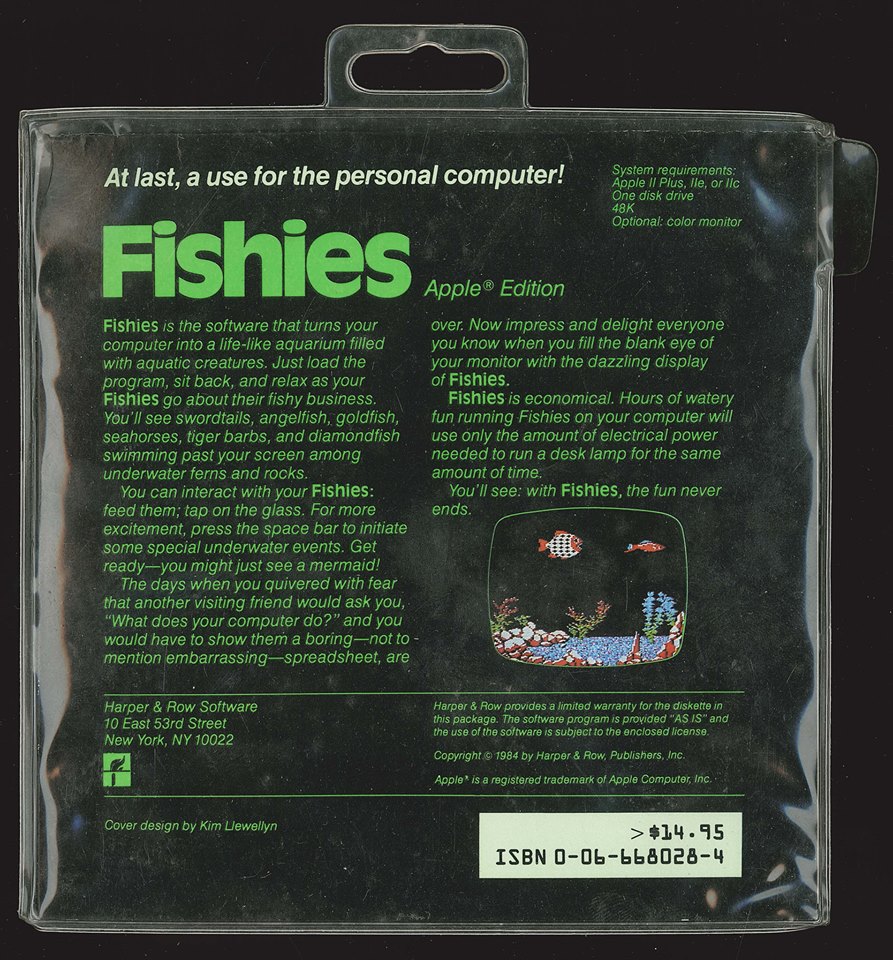 At last, a use for the personal computer!
System requirements:
Apple II Plus, IIe, or IIc
One disk drive
48K
Optional: color monitor
Fishies
Apple® Edition
Fishies is the software that turns your
computer into a life-like aquarium filled
with aquatic creatures. Just load the
program, sit back, and relax as your
Fishies go about their fishy business.
You'll see swordtails, angelfish, goldfish,
seahorses, tiger barbs, and diamondfish
swimming past your screen among
underwater ferns and rocks.
You can interact with your Fishies:
feed them; tap on the glass. For more
excitement, press the space bar to initiate
some special underwater events. Get
ready—you might just see a mermaid!
The days when you quivered with fear
that another visiting friend would ask you,
"What does your computer do?" and you
would have to show them a boring—not to-
mention embarrassing—spreadsheet, are
over. Now impress and delight everyone
you know when you fill the blank eye of
your monitor with the dazzling display
of Fishies.
Fishies is economical. Hours of watery
fun running Fishies on your computer will
use only the amount of electrical power
needed to run a desk lamp for the same
amount of time.
You'll see: with Fishies, the fun never
ends.
Harper & Row Software
10 East 53rd Street
New York, NY 10022
Harper & Row provides a limited warranty for the diskette in
this package. The software program is provided "AS IS" and
the use of the software is subject to the enclosed license.
Copyright © 1984 by Harper & Row, Publishers, Inc.
Apple® is a registered trademark of Apple Computer, Inc.
Cover design by Kim Llewellyn
>$14.95
ISBN 0-06-668028-4